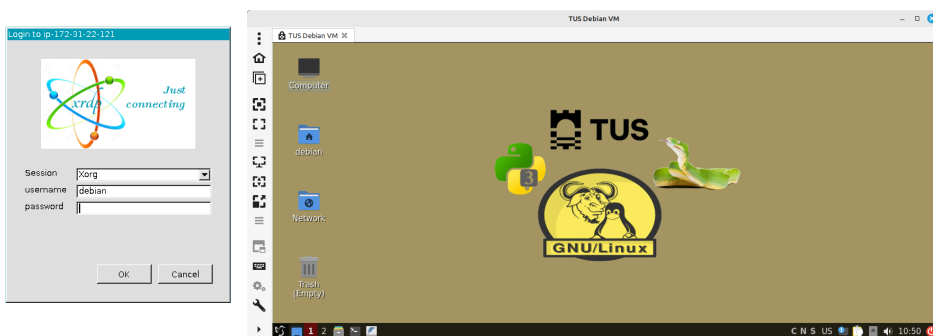 Login to ip-172-31-22-121
xrdp
Just
connecting
Session
Xorg
username
debian
password
OK
Cancel
TUS Debian VM
TUS Debian VM
Computer
debian
Network
Trash
(Empty)
TUS
3
GNU/Linux
1 2
C N S US
10:50